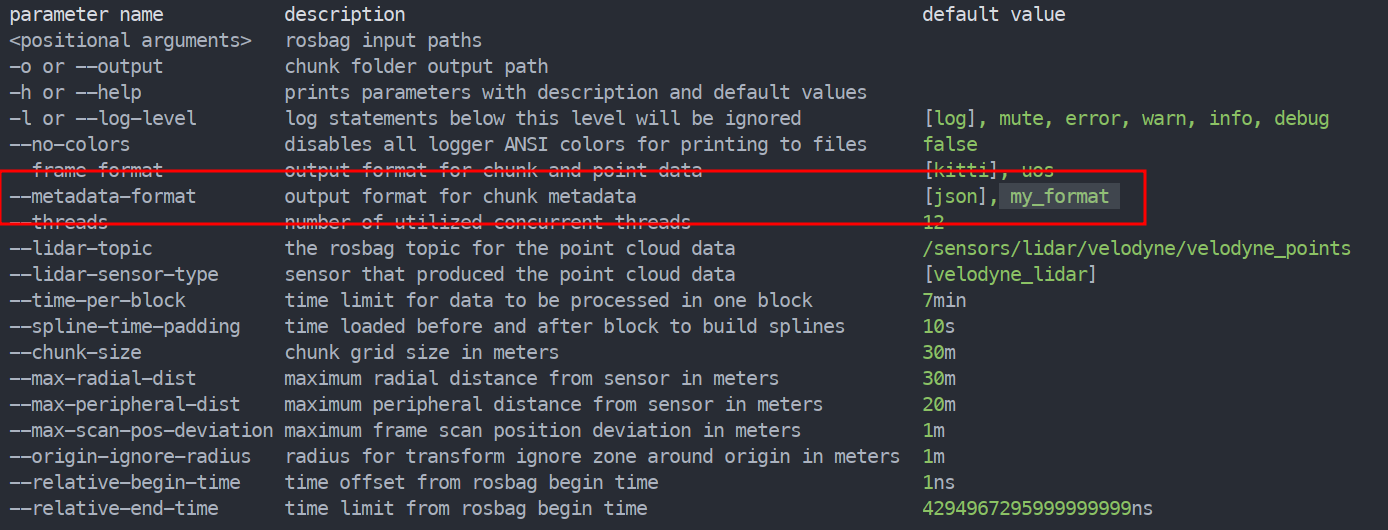 parameter name description default value
<positional arguments> rosbag input paths
-o or --output chunk folder output path
-h or --help prints parameters with description and default values
-l or --log-level log statements below this level will be ignored [log], mute, error, warn, info, debug
--no-colors disables all logger ANSI colors for printing to files false
--frame-format output format for chunk and point data [kitti], uos
--metadata-format output format for chunk metadata [json], my_format
--threads number of utilized concurrent threads 12
--lidar-topic the rosbag topic for the point cloud data /sensors/lidar/velodyne/velodyne_points
--lidar-sensor-type sensor that produced the point cloud data [velodyne_lidar]
--time-per-block time limit for data to be processed in one block 7min
--spline-time-padding time loaded before and after block to build splines 10s
--chunk-size chunk grid size in meters 30m
--max-radial-dist maximum radial distance from sensor in meters 30m
--max-peripheral-dist maximum peripheral distance from sensor in meters 20m
--max-scan-pos-deviation maximum frame scan position deviation in meters 1m
--origin-ignore-radius radius for transform ignore zone around origin in meters 1m
--relative-begin-time time offset from rosbag begin time 1ns
--relative-end-time time limit from rosbag begin time 4294967295999999999ns